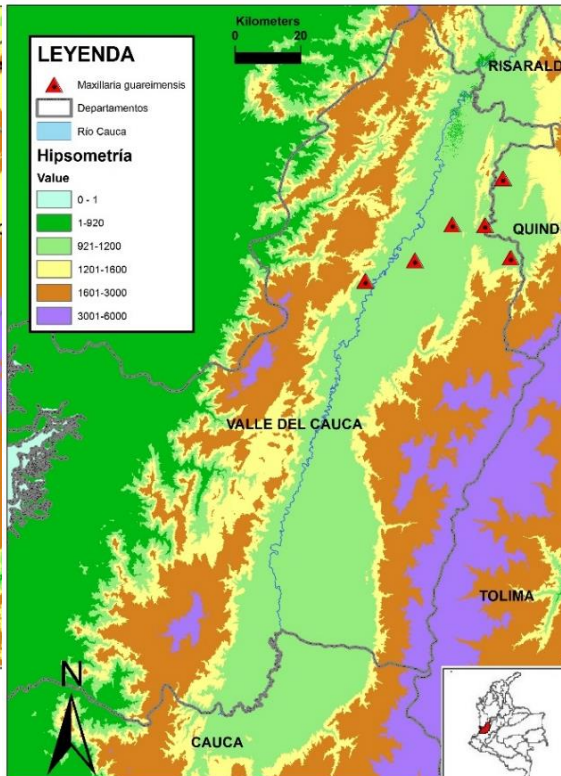 Kilometers
0 20
LEYENDA
Maxillaria guareimensis
Departamentos
Río Cauca
Hipsometría
Value
0 - 1
1-920
921-1200
1201-1600
1601-3000
3001-6000
RISARALD
QUIND
VALLE DEL CAUCA
TOLIMA
N
CAUCA